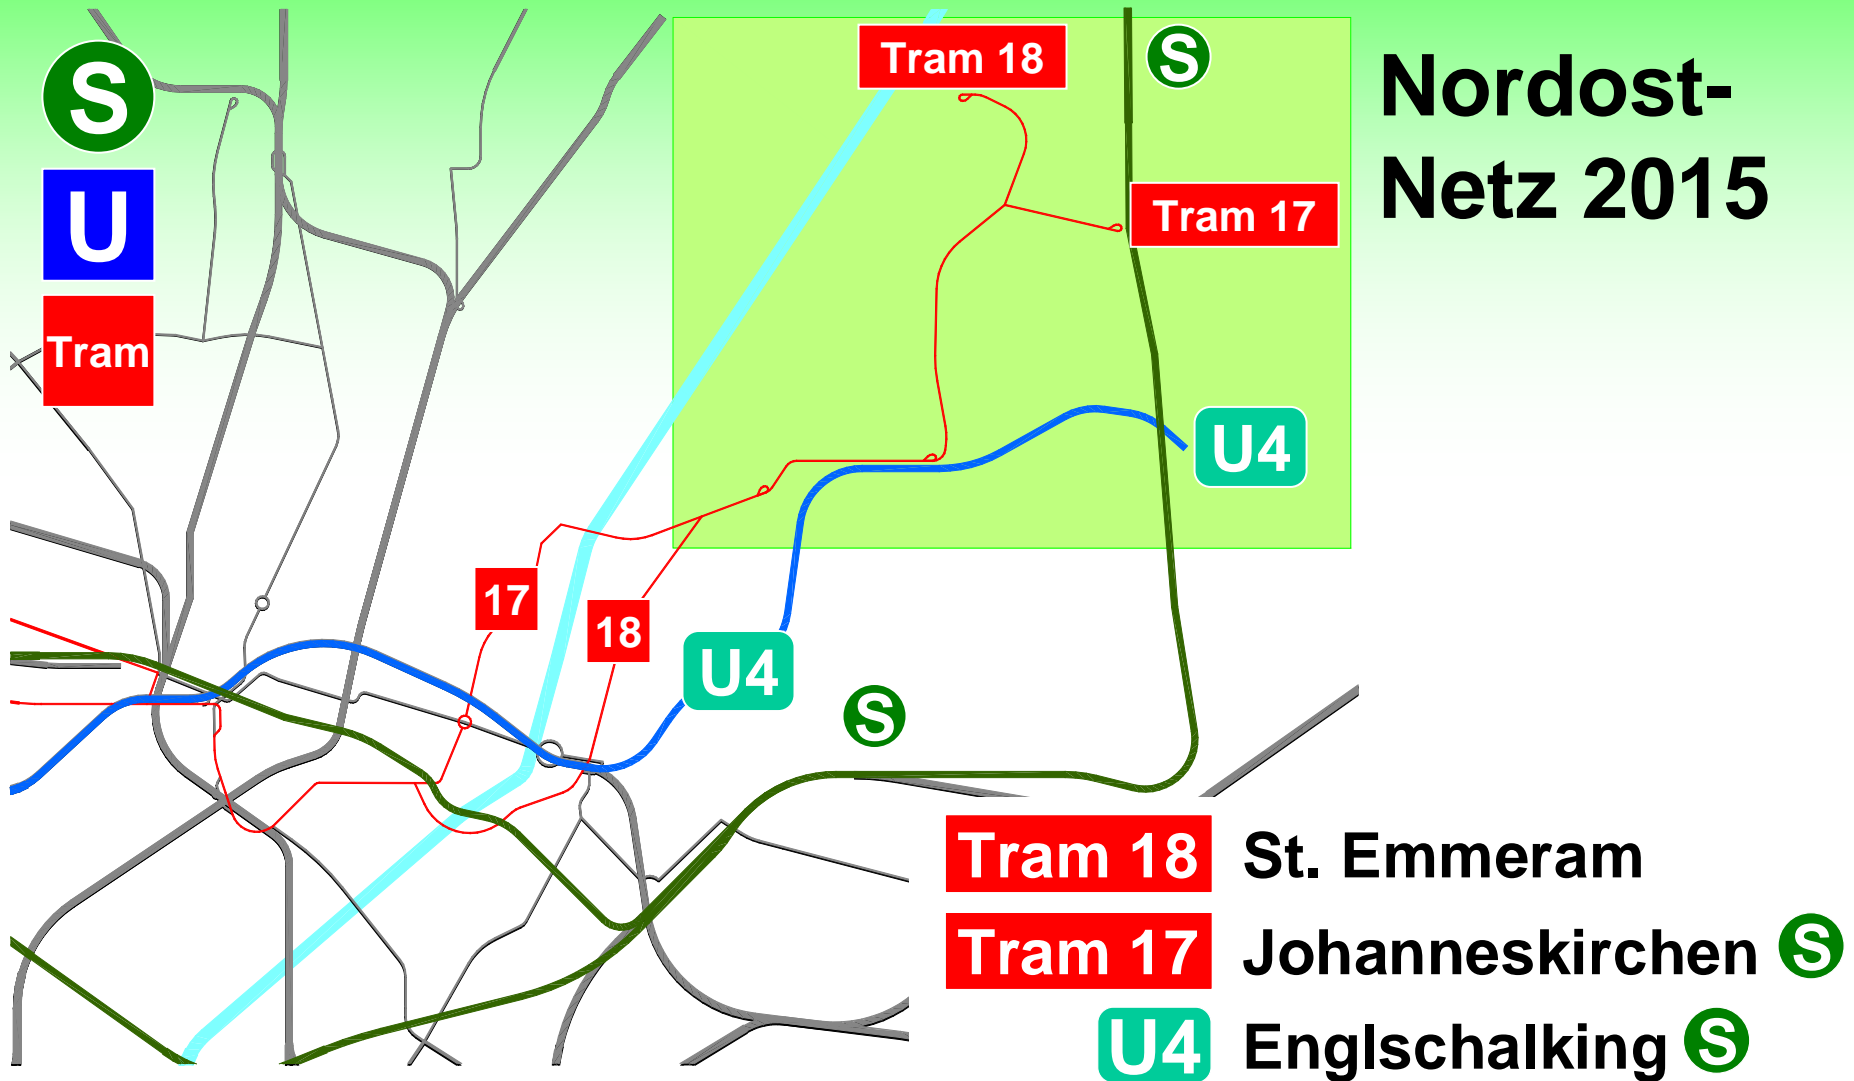 S
U
Tram
Tram 18
S
Nordost-
Netz 2015
Tram 17
U4
17
18
U4
S
Tram 18 St. Emmeram
Tram 17 Johanneskirchen S
U4 Englschalking S